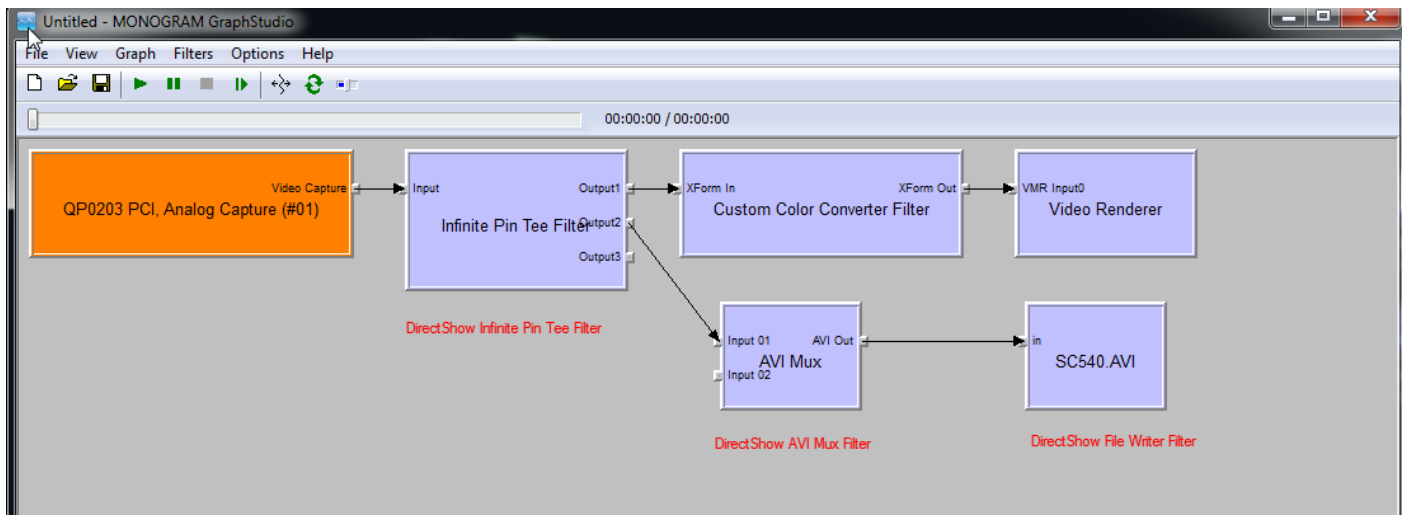 Untitled - MONOGRAM GraphStudio
File View Graph Filters Options Help
00:00:00 / 00:00:00
Video Capture
QP0203 PCI, Analog Capture (#01)
Input
Output1
Infinite Pin Tee Filter
Output2
Output3
XForm In
XForm Out
Custom Color Converter Filter
VMR Input0
Video Renderer
DirectShow Infinite Pin Tee Filter
Input 01
AVI Out
AVI Mux
Input 02
in
SC540.AVI
DirectShow AVI Mux Filter
DirectShow File Writer Filter